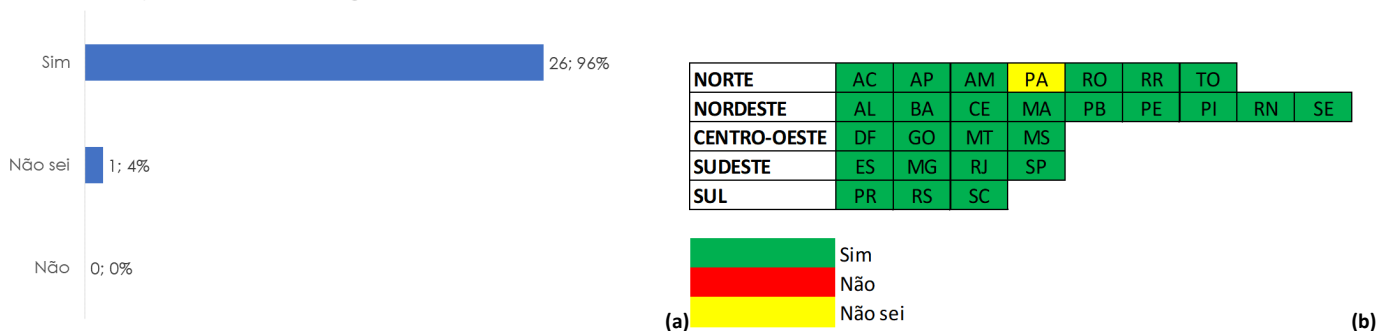 Sim 26; 96%
Não sei 1; 4%
Não 0; 0%
(a)
NORTE AC AP AM PA RO RR TO
NORDESTE AL BA CE MA PB PE PI RN SE
CENTRO-OESTE DF GO MT MS
SUDESTE ES MG RJ SP
SUL PR RS SC
Sim
Não
Não sei
(b)